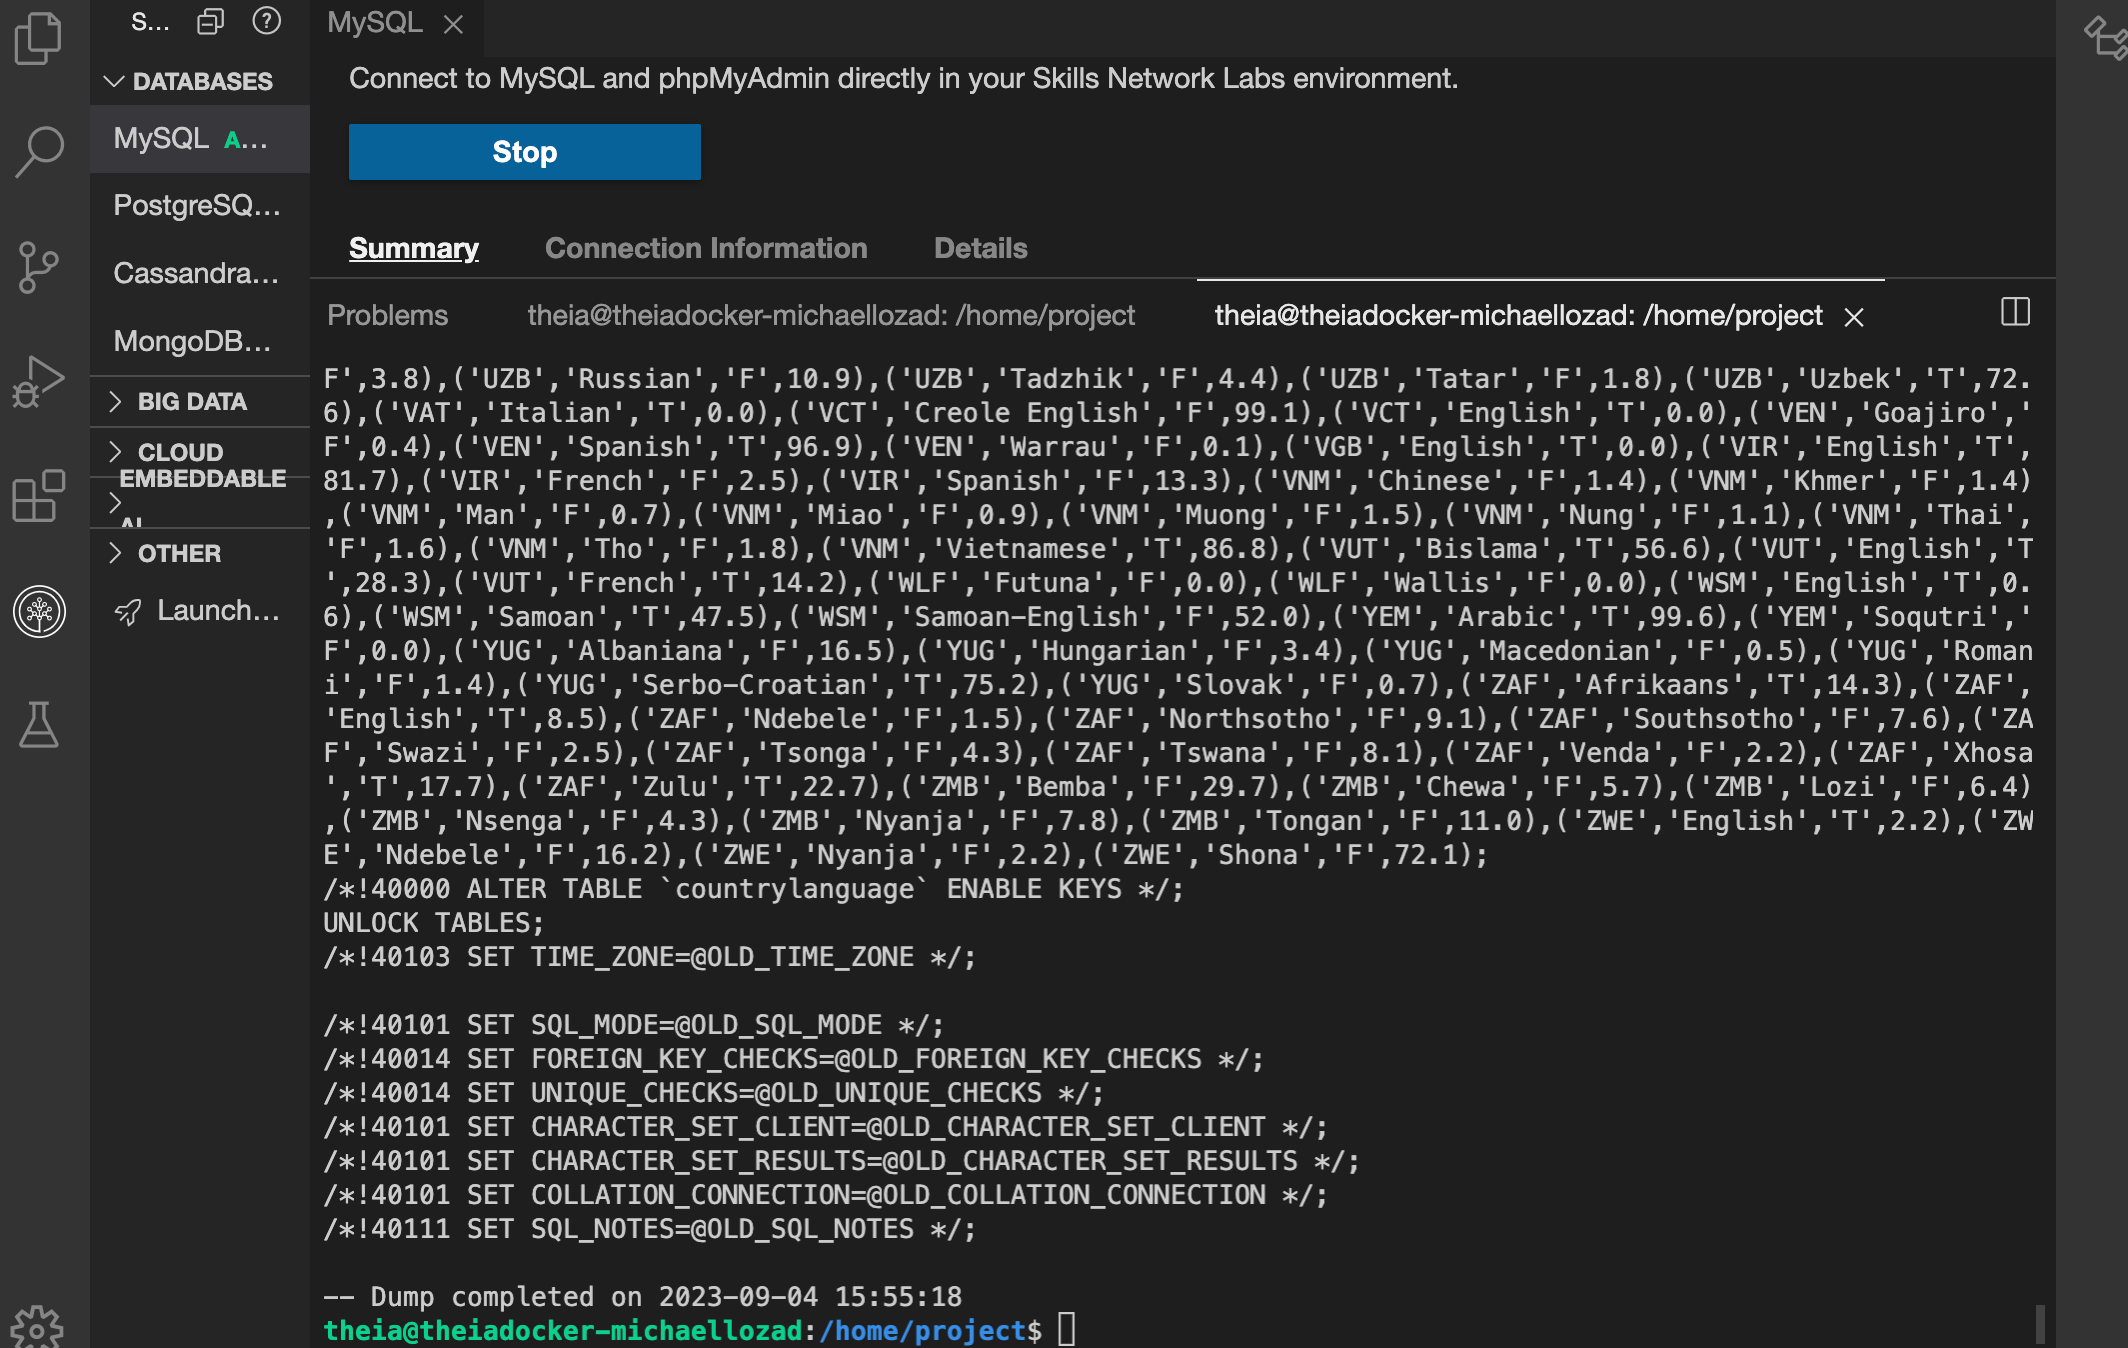 S...
MySQL
DATABASES
MySQL A...
PostgreSQ...
Cassandra...
MongoDB...
BIG DATA
CLOUD
EMBEDDABLE
AI
OTHER
Launch...
Connect to MySQL and phpMyAdmin directly in your Skills Network Labs environment.
Stop
Summary Connection Information Details
Problems theia@theiadocker-michaellozad: /home/project theia@theiadocker-michaellozad: /home/project
F',3.8),('UZB','Russian','F',10.9),('UZB','Tadzhik','F',4.4),('UZB','Tatar','F',1.8),('UZB','Uzbek','T',72.
6),('VAT','Italian','T',0.0),('VCT','Creole English','F',99.1),('VCT','English','T',0.0),('VEN','Goajiro','
F',0.4),('VEN','Spanish','T',96.9),('VEN','Warrau','F',0.1),('VGB','English','T',0.0),('VIR','English','T',
81.7),('VIR','French','F',2.5),('VIR','Spanish','F',13.3),('VNM','Chinese','F',1.4),('VNM','Khmer','F',1.4)
,('VNM','Man','F',0.7),('VNM','Miao','F',0.9),('VNM','Muong','F',1.5),('VNM','Nung','F',1.1),('VNM','Thai',
'F',1.6),('VNM','Tho','F',1.8),('VNM','Vietnamese','T',86.8),('VUT','Bislama','T',56.6),('VUT','English','T
',28.3),('VUT','French','T',14.2),('WLF','Futuna','F',0.0),('WLF','Wallis','F',0.0),('WSM','English','T',0.
6),('WSM','Samoan','T',47.5),('WSM','Samoan-English','F',52.0),('YEM','Arabic','T',99.6),('YEM','Soqutri','
F',0.0),('YUG','Albaniana','F',16.5),('YUG','Hungarian','F',3.4),('YUG','Macedonian','F',0.5),('YUG','Roman
i','F',1.4),('YUG','Serbo-Croatian','T',75.2),('YUG','Slovak','F',0.7),('ZAF','Afrikaans','T',14.3),('ZAF',
'English','T',8.5),('ZAF','Ndebele','F',1.5),('ZAF','Northsotho','F',9.1),('ZAF','Southsotho','F',7.6),('ZA
F','Swazi','F',2.5),('ZAF','Tsonga','F',4.3),('ZAF','Tswana','F',8.1),('ZAF','Venda','F',2.2),('ZAF','Xhosa
','T',17.7),('ZAF','Zulu','T',22.7),('ZMB','Bemba','F',29.7),('ZMB','Chewa','F',5.7),('ZMB','Lozi','F',6.4)
,('ZMB','Nsenga','F',4.3),('ZMB','Nyanja','F',7.8),('ZMB','Tongan','F',11.0),('ZWE','English','T',2.2),('ZW
E','Ndebele','F',16.2),('ZWE','Nyanja','F',2.2),('ZWE','Shona','F',72.1);
/*!40000 ALTER TABLE `countrylanguage` ENABLE KEYS */;
UNLOCK TABLES;
/*!40103 SET TIME_ZONE=@OLD_TIME_ZONE */;
/*!40101 SET SQL_MODE=@OLD_SQL_MODE */;
/*!40014 SET FOREIGN_KEY_CHECKS=@OLD_FOREIGN_KEY_CHECKS */;
/*!40014 SET UNIQUE_CHECKS=@OLD_UNIQUE_CHECKS */;
/*!40101 SET CHARACTER_SET_CLIENT=@OLD_CHARACTER_SET_CLIENT */;
/*!40101 SET CHARACTER_SET_RESULTS=@OLD_CHARACTER_SET_RESULTS */;
/*!40101 SET COLLATION_CONNECTION=@OLD_COLLATION_CONNECTION */;
/*!40111 SET SQL_NOTES=@OLD_SQL_NOTES */;
-- Dump completed on 2023-09-04 15:55:18
theia@theiadocker-michaellozad:/home/project$